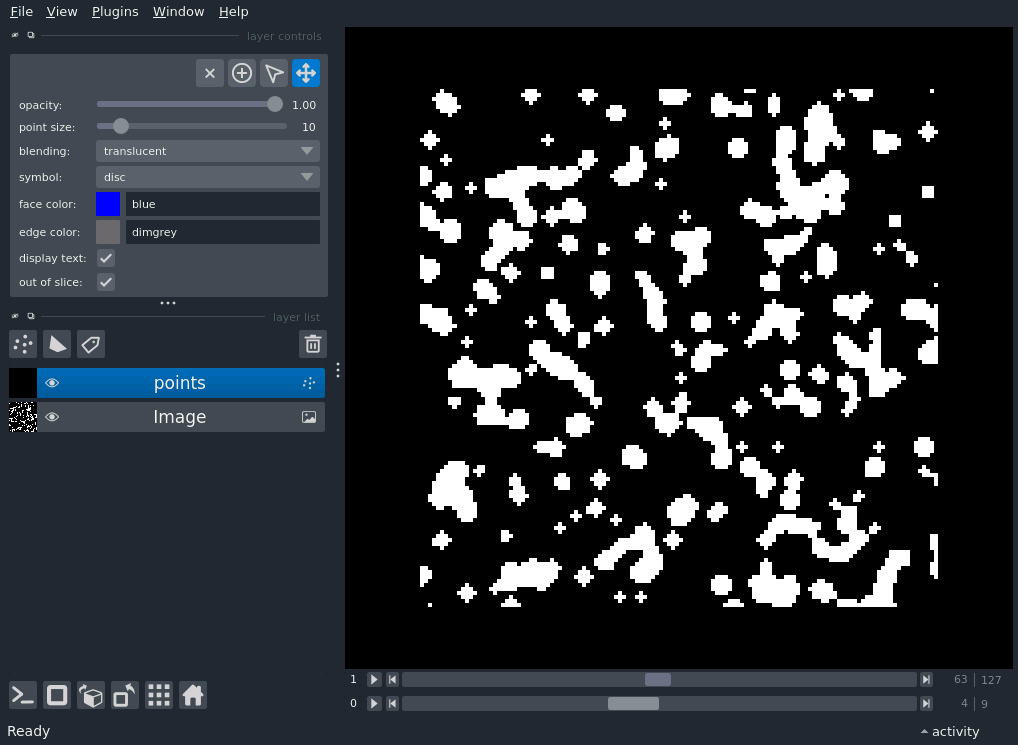 File View Plugins Window Help
layer controls
opacity: 1.00
point size: 10
blending: translucent
symbol: disc
face color: blue
edge color: dimgrey
display text:
out of slice:
layer list
points
Image
1 63 127
0 4 9
Ready activity